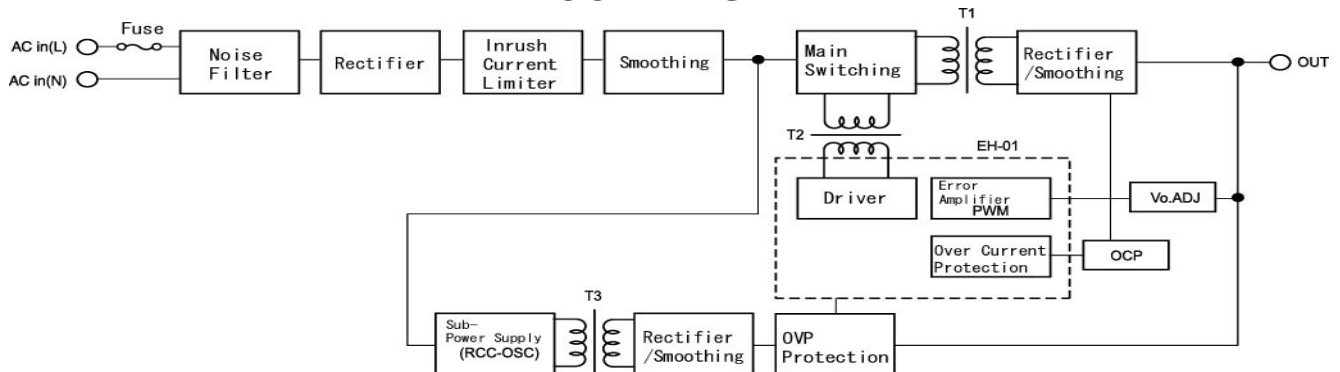 T1
Fuse
AC in(L)
AC in(N)
Noise
Filter
Rectifier
Inrush
Current
Limiter
Smoothing
Main
Switching
Rectifier
/Smoothing
OUT
T2
EH-01
Driver
Error
Amplifier
PWM
Vo.ADJ
Over Current
Protection
OCP
T3
Sub-
Power Supply
(RCC-OSC)
Rectifier
/Smoothing
OVP
Protection